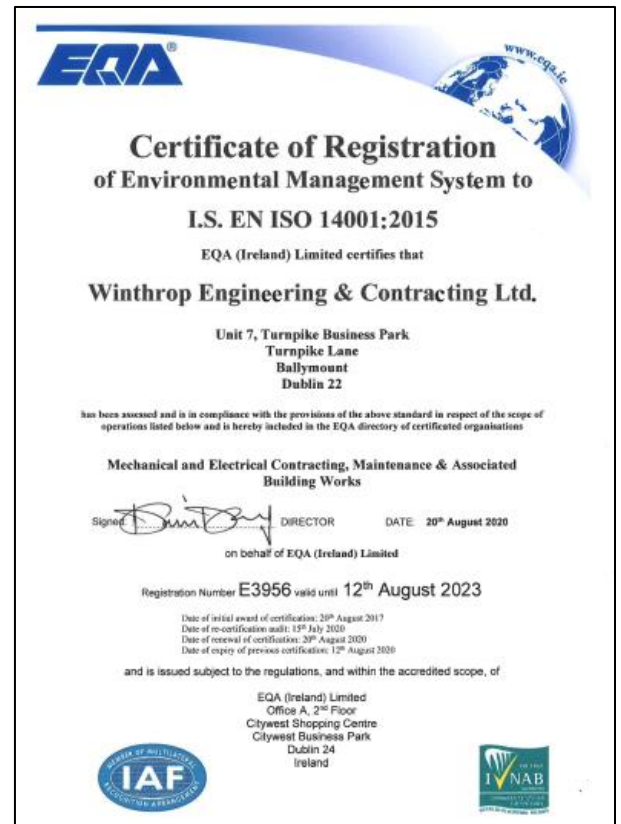 EQA®
www.eqa.ie
Certificate of Registration
of Environmental Management System to
I.S. EN ISO 14001:2015
EQA (Ireland) Limited certifies that
Winthrop Engineering & Contracting Ltd.
Unit 7, Turnpike Business Park
Turnpike Lane
Ballymount
Dublin 22
has been assessed and is in compliance with the provisions of the above standard in respect of the scope of
operations listed below and is hereby included in the EQA directory of certificated organisations
Mechanical and Electrical Contracting, Maintenance & Associated
Building Works
Signed: DIRECTOR DATE: 20th August 2020
on behalf of EQA (Ireland) Limited
Registration Number E3956 valid until 12th August 2023
Date of initial award of certification: 20th August 2017
Date of re-certification audit: 15th July 2020
Date of renewal of certification: 20th August 2020
Date of expiry of previous certification: 12th August 2020
and is issued subject to the regulations, and within the accredited scope, of
EQA (Ireland) Limited
Office A, 2nd Floor
Citywest Shopping Centre
Citywest Business Park
Dublin 24
Ireland
MEMBER OF MULTILATERAL
RECOGNITION ARRANGEMENT
IAF
NAB